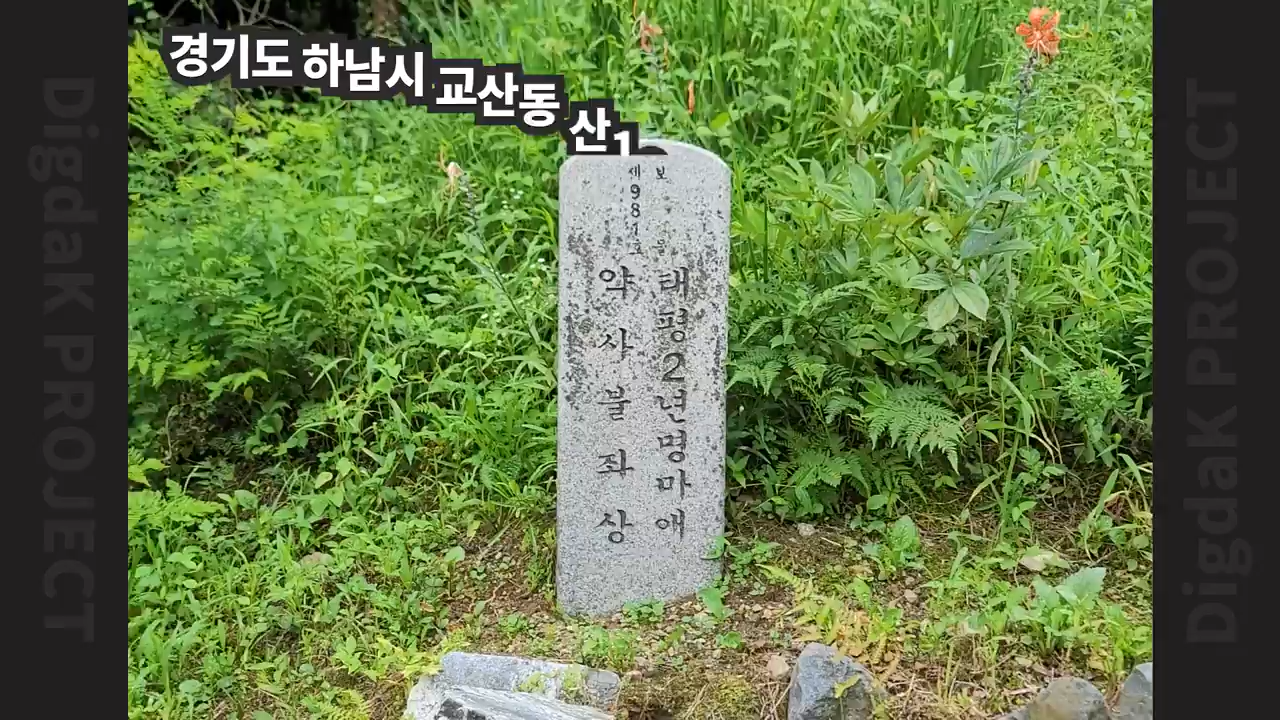 경기도 하남시 교산동 산1
보물
제981호
태평2년명마애
약사불좌상
Digdak PROJECT
Digdak PROJECT